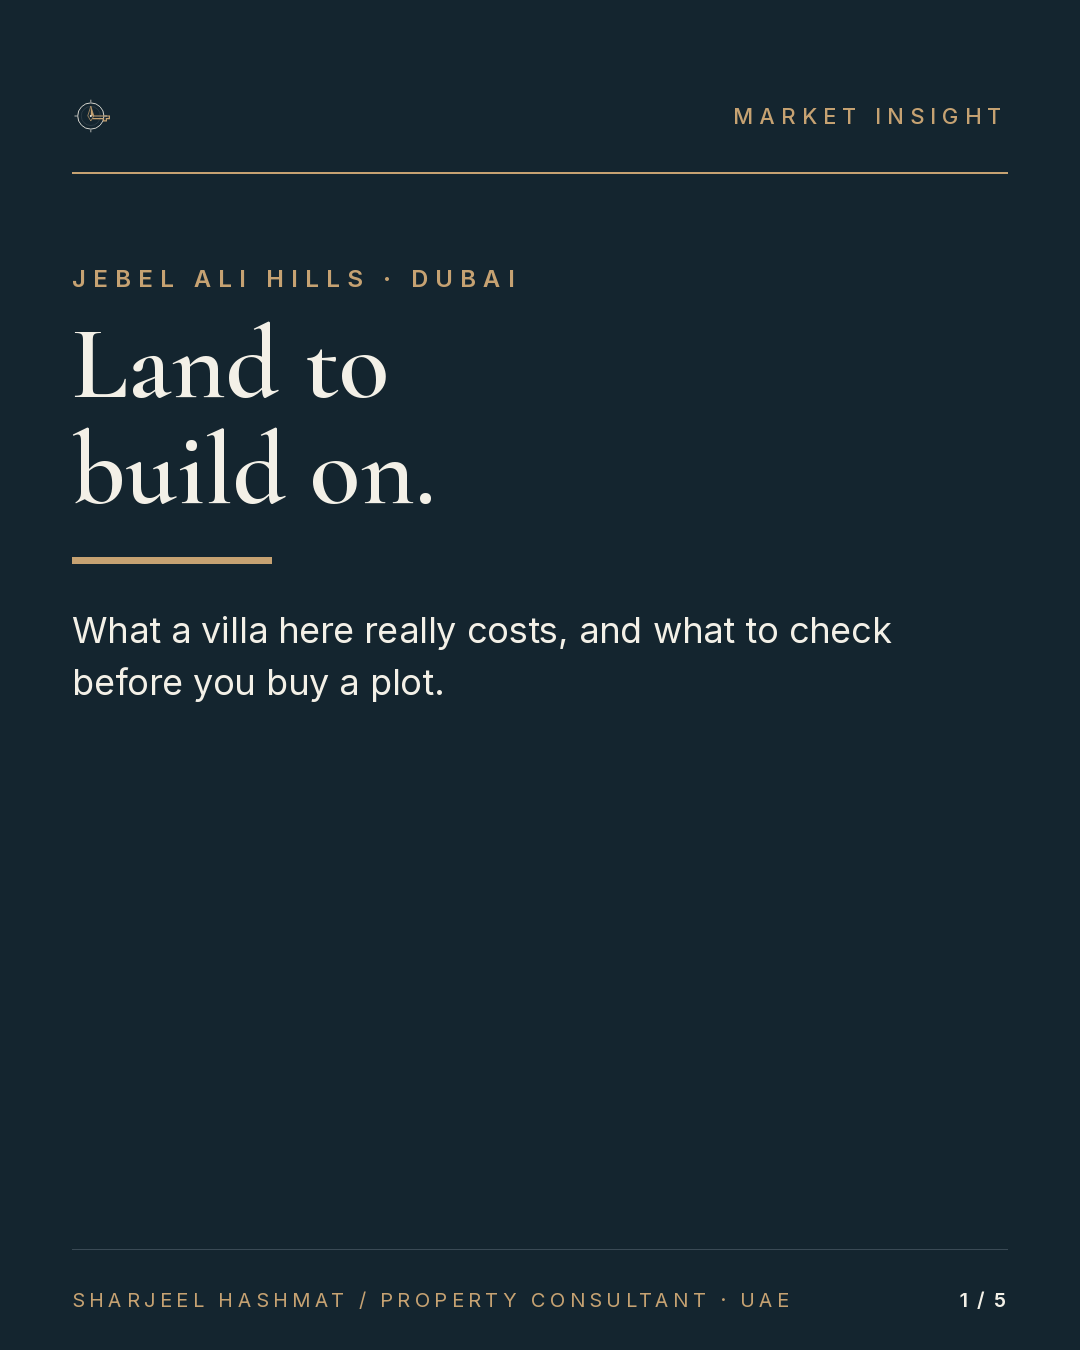 MARKET INSIGHT
JEBEL ALI HILLS · DUBAI
Land to
build on.
What a villa here really costs, and what to check
before you buy a plot.
SHARJEEL HASHMAT / PROPERTY CONSULTANT · UAE
1 / 5